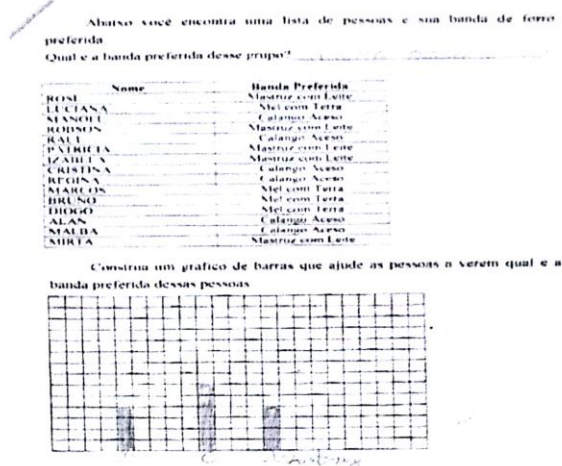 Abaixo você encontra uma lista de pessoas e sua banda de forró
preferida
Qual e a banda preferida desse grupo?
Nome Banda Preferida
ROSE Mastruz com Leite
LUCIANA Mel com Terra
MANOEL Calango Aceso
ROBSON Mastruz com Leite
RAUL Calango Aceso
PATRICIA Mastruz com Leite
IZABELA Mastruz com Leite
CRISTINA Calango Aceso
REGINA Calango Aceso
MARCOS Mel com Terra
BRUNO Mel com Terra
DIOGO Mel com Terra
ALAN Calango Aceso
MALBA Calango Aceso
MIRTA Mastruz com Leite
Construa um gráfico de barras que ajude as pessoas a verem qual e a
banda preferida dessas pessoas